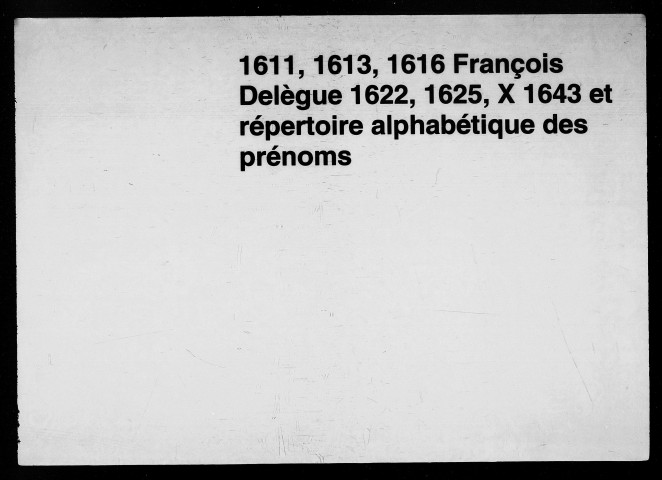 1611, 1613, 1616 François
Delègue 1622, 1625, X 1643 et
répertoire alphabétique des
prénoms